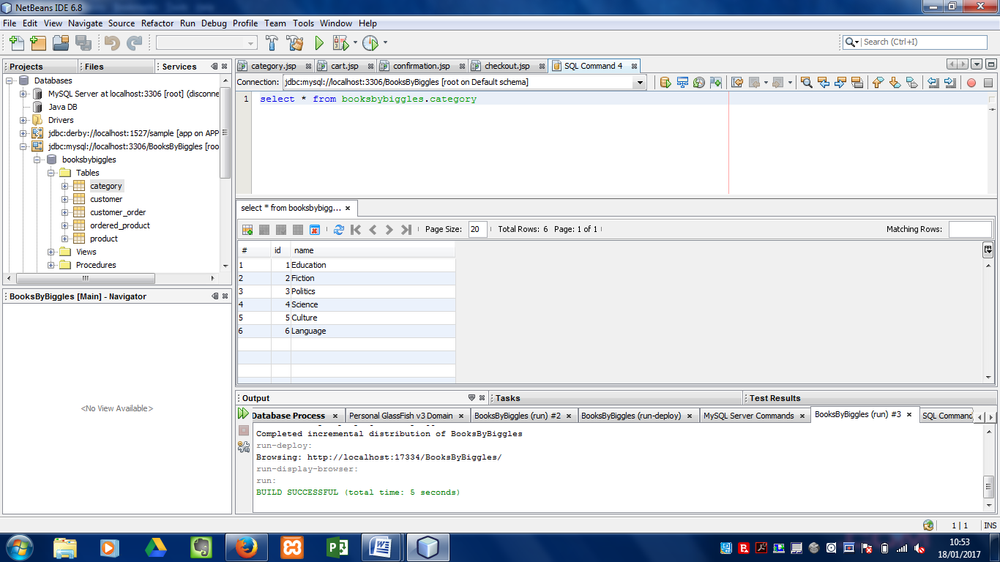 NetBeans IDE 6.8
File Edit View Navigate Source Refactor Run Debug Profile Team Tools Window Help
Search (Ctrl+I)
Projects Files Services
Databases
MySQL Server at localhost:3306 [root] (disconne
Java DB
Drivers
jdbc:derby://localhost:1527/sample [app on APP
jdbc:mysql://localhost:3306/BooksByBiggles [roo
booksbybiggles
Tables
category
customer
customer_order
ordered_product
product
Views
Procedures
BooksByBiggles [Main] - Navigator
<No View Available>
category.jsp cart.jsp confirmation.jsp checkout.jsp SQL Command 4
Connection: jdbc:mysql://localhost:3306/BooksByBiggles [root on Default schema]
1 select * from booksbybiggles.category
select * from booksbybigg...
Page Size: 20 Total Rows: 6 Page: 1 of 1 Matching Rows:
# id name
1 1 Education
2 2 Fiction
3 3 Politics
4 4 Science
5 5 Culture
6 6 Language
Output Tasks Test Results
Database Process Personal GlassFish v3 Domain BooksByBiggles (run) #2 BooksByBiggles (run-deploy) MySQL Server Commands BooksByBiggles (run) #3 SQL Command
Completed incremental distribution of BooksByBiggles
run-deploy:
Browsing: http://localhost:17334/BooksByBiggles/
run-display-browser:
run:
BUILD SUCCESSFUL (total time: 5 seconds)
1 | 1 INS
10:53
18/01/2017